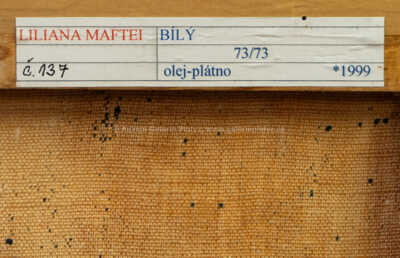 LILIANA MAFTEI BÍLÝ
73/73
č. 137 olej-plátno *1999